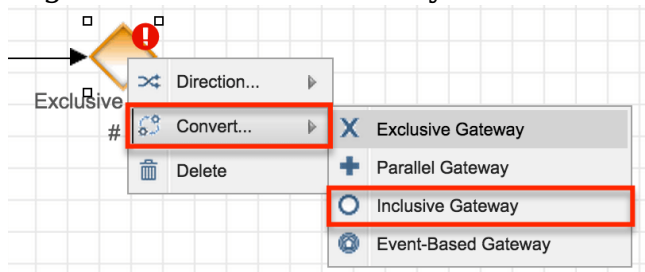 Exclusive
#
Direction...
Convert...
Delete
Exclusive Gateway
Parallel Gateway
Inclusive Gateway
Event-Based Gateway